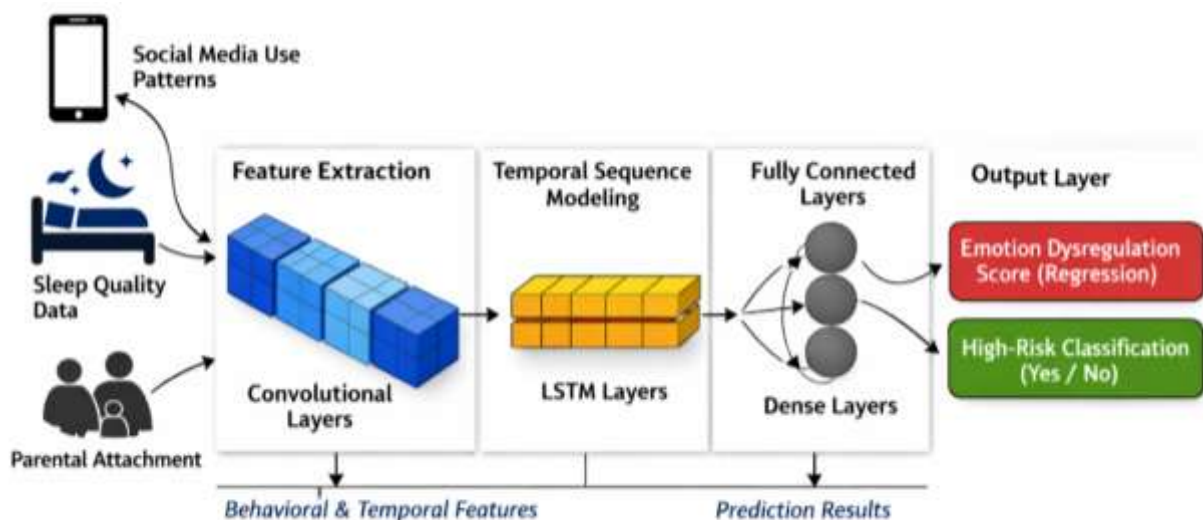 Social Media Use
Patterns
Sleep Quality
Data
Parental Attachment
Feature Extraction
Convolutional
Layers
Temporal Sequence
Modeling
LSTM Layers
Fully Connected
Layers
Dense Layers
Output Layer
Emotion Dysregulation
Score (Regression)
High-Risk Classification
(Yes / No)
Behavioral & Temporal Features
Prediction Results